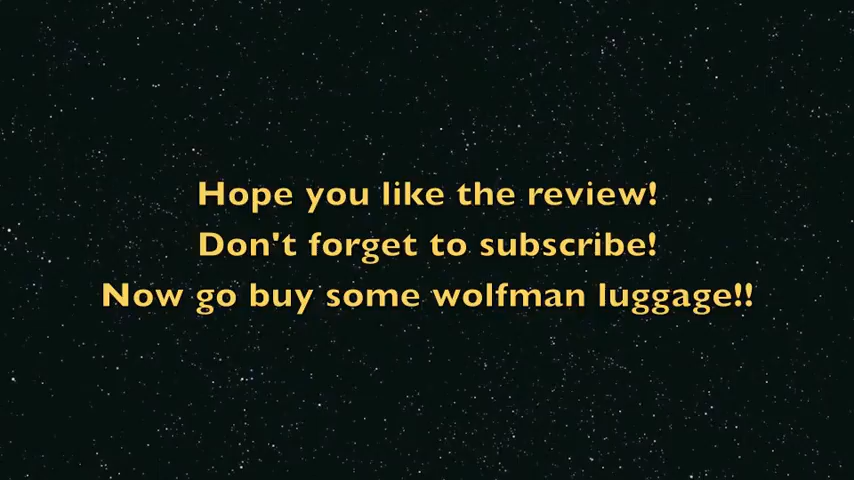 Hope you like the review!
Don't forget to subscribe!
Now go buy some wolfman luggage!!